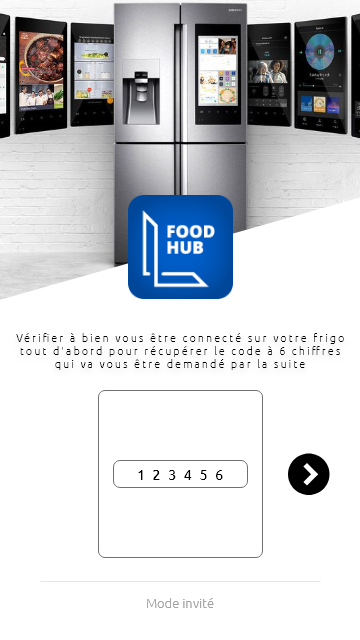 FOOD
HUB
Vérifier à bien vous être connecté sur votre frigo
tout d'abord pour récupérer le code à 6 chiffres
qui va vous être demandé par la suite
1 2 3 4 5 6
Mode invité